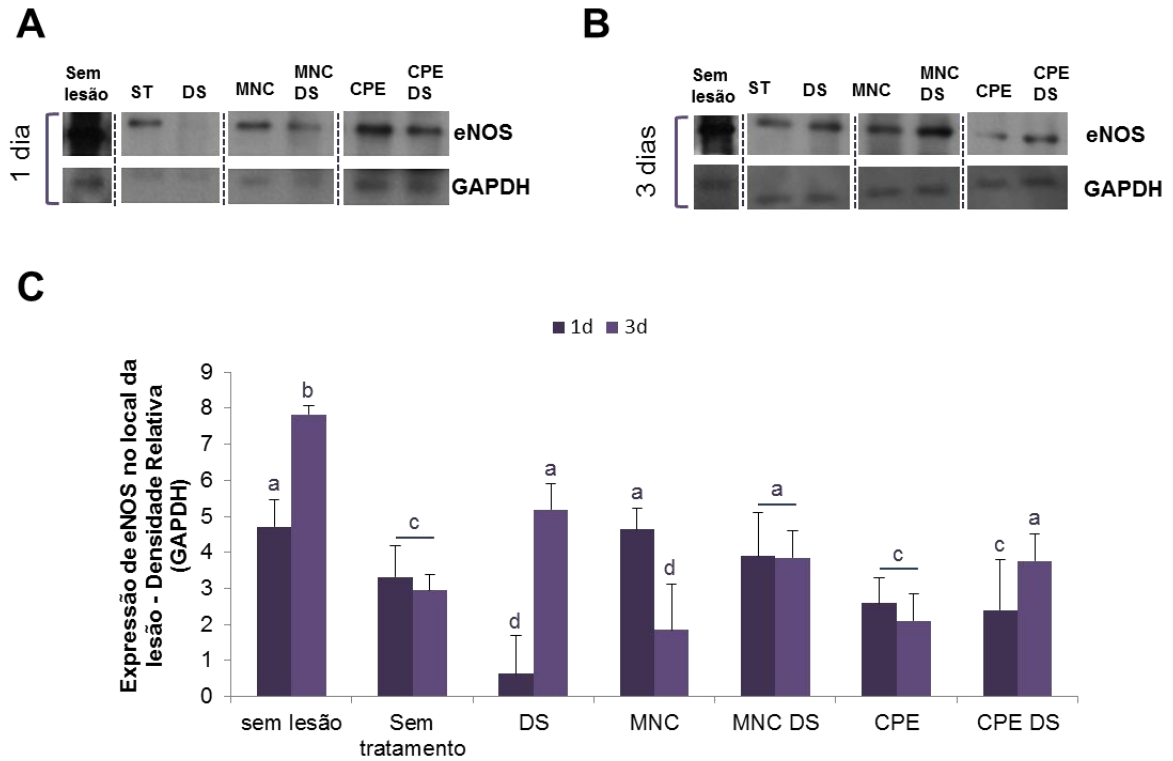 A
Sem
lesão
ST
DS
MNC
MNC
DS
CPE
CPE
DS
1 dia
eNOS
GAPDH
B
Sem
lesão
ST
DS
MNC
MNC
DS
CPE
CPE
DS
3 dias
eNOS
GAPDH
C
1d 3d
Expressão de eNOS no local da
lesão - Densidade Relativa
(GAPDH)
9
8
7
6
5
4
3
2
1
0
a
b
c
d
a
a
d
a
c
c
a
sem lesão
Sem
tratamento
DS
MNC
MNC DS
CPE
CPE DS